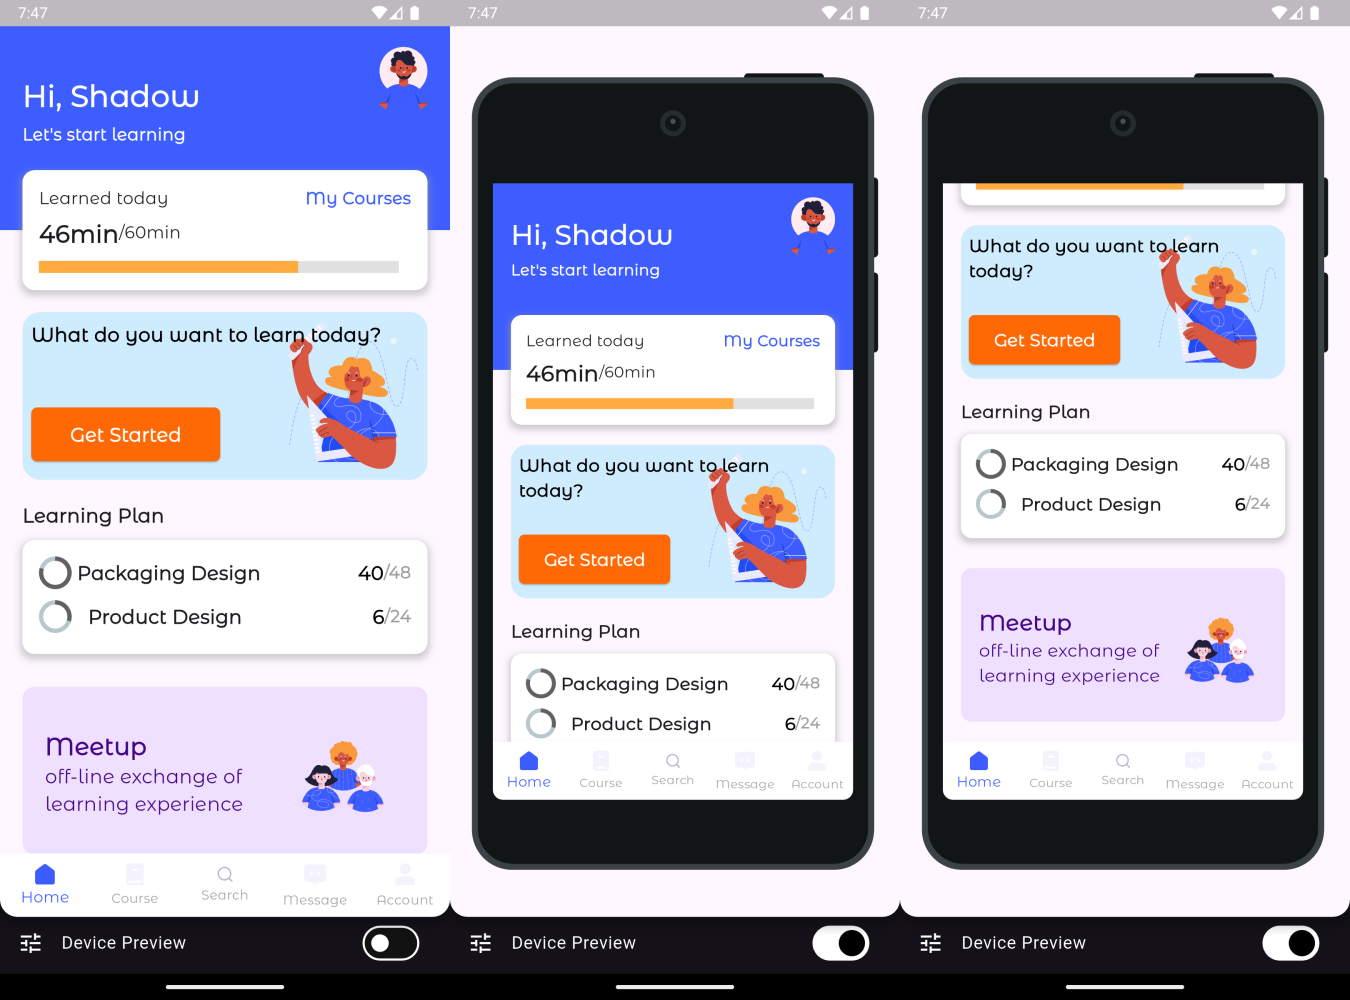 7:47
Hi, Shadow
Let's start learning
Learned today My Courses
46min/60min
What do you want to learn today?
Get Started
Learning Plan
Packaging Design 40/48
Product Design 6/24
Meetup
off-line exchange of
learning experience
Home Course Search Message Account
Device Preview
7:47
Hi, Shadow
Let's start learning
Learned today My Courses
46min/60min
What do you want to learn
today?
Get Started
Learning Plan
Packaging Design 40/48
Product Design 6/24
Home Course Search Message Account
Device Preview
7:47
What do you want to learn
today?
Get Started
Learning Plan
Packaging Design 40/48
Product Design 6/24
Meetup
off-line exchange of
learning experience
Home Course Search Message Account
Device Preview